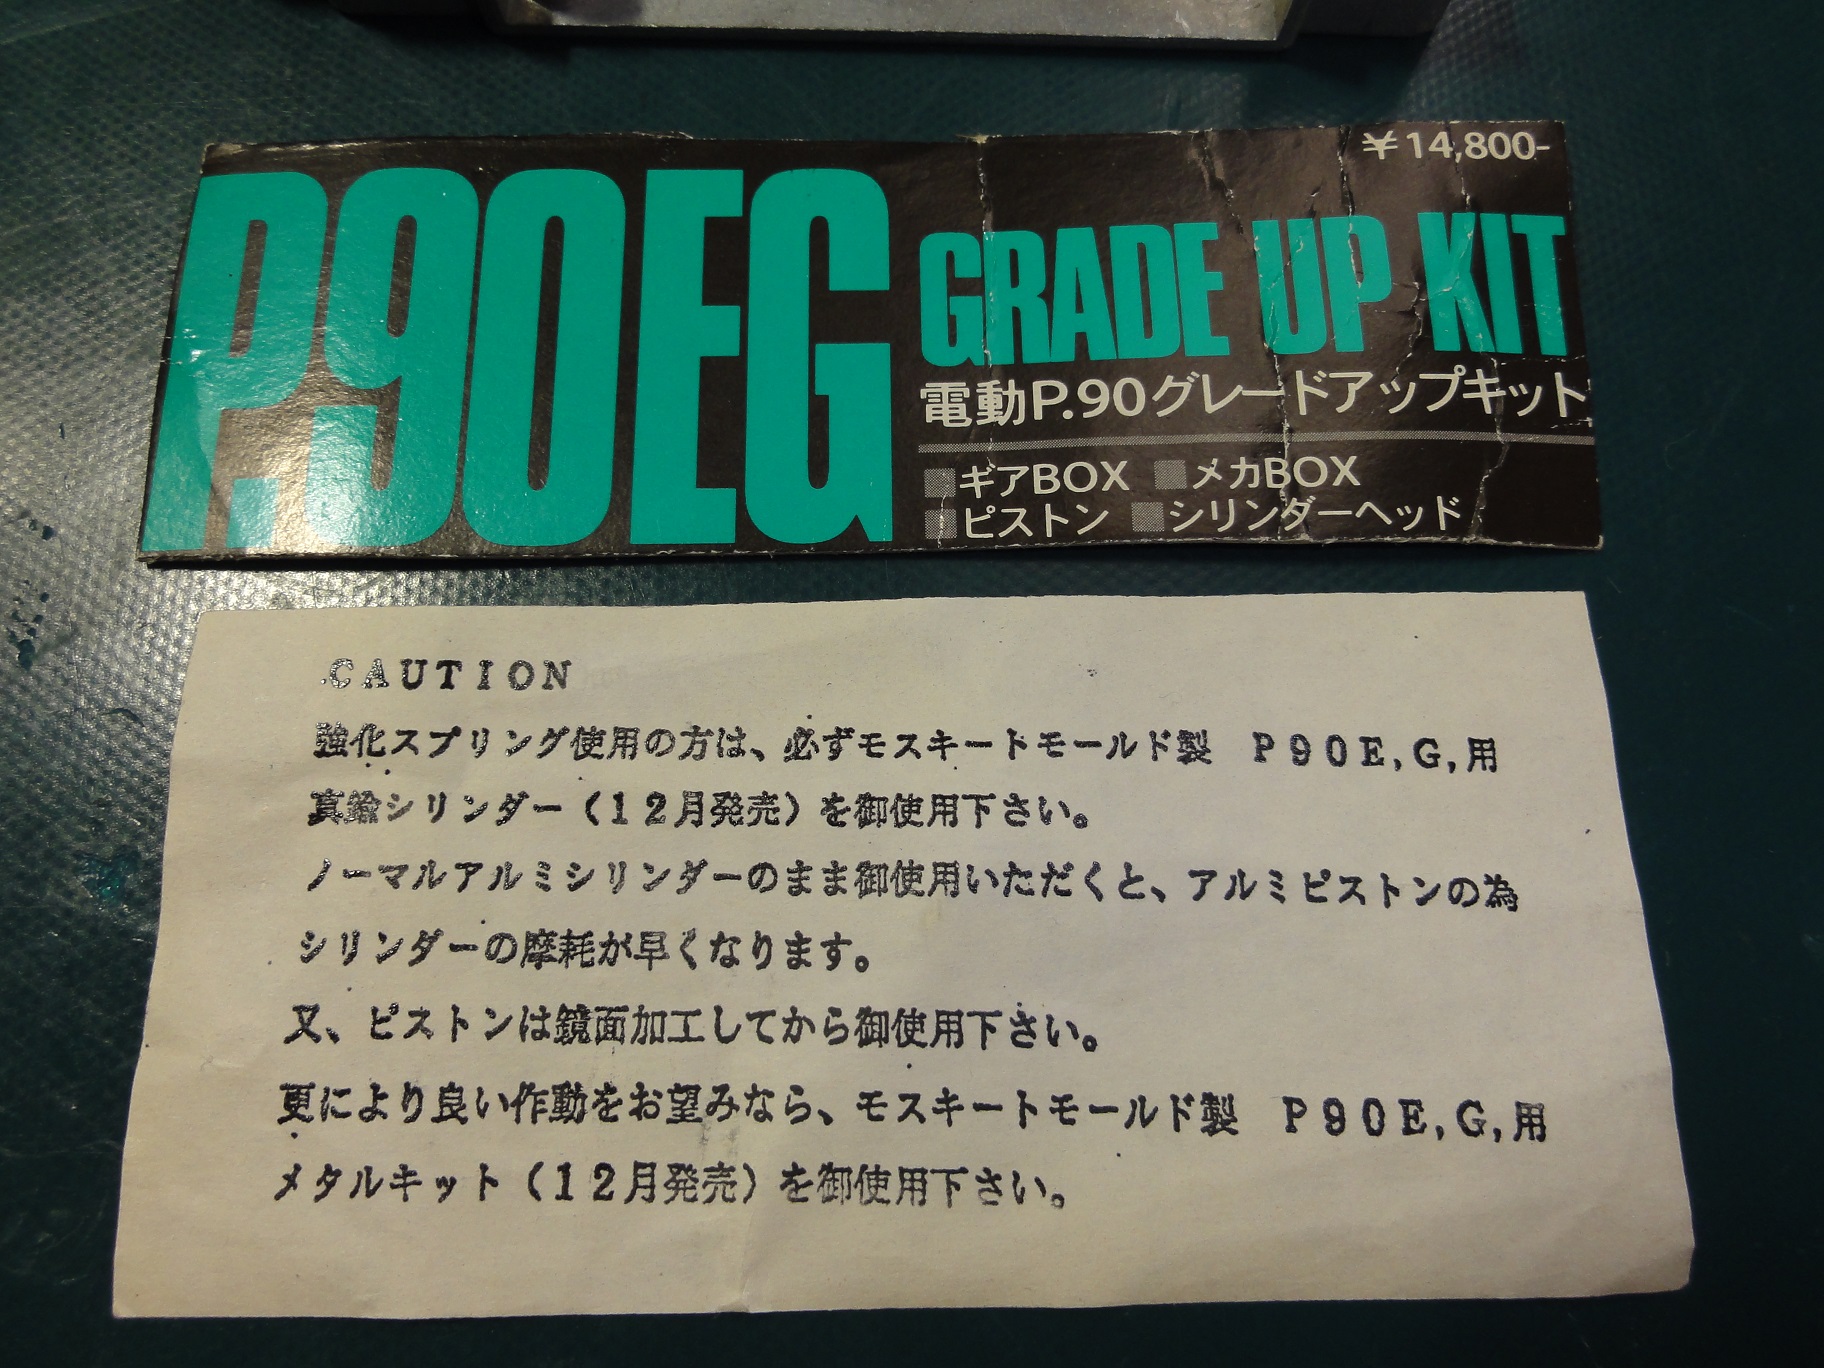 ¥14,800-
P.90EG GRADE UP KIT
電動P.90グレードアップキット
■ギアBOX ■メカBOX
■ピストン ■シリンダーヘッド
CAUTION
強化スプリング使用の方は、必ずモスキートモールド製 P90E,G,用
真鍮シリンダー(12月発売)を御使用下さい。
ノーマルアルミシリンダーのまま御使用いただくと、アルミピストンの為
シリンダーの摩耗が早くなります。
又、ピストンは鏡面加工してから御使用下さい。
更により良い作動をお望みなら、モスキートモールド製 P90E,G,用
メタルキット(12月発売)を御使用下さい。